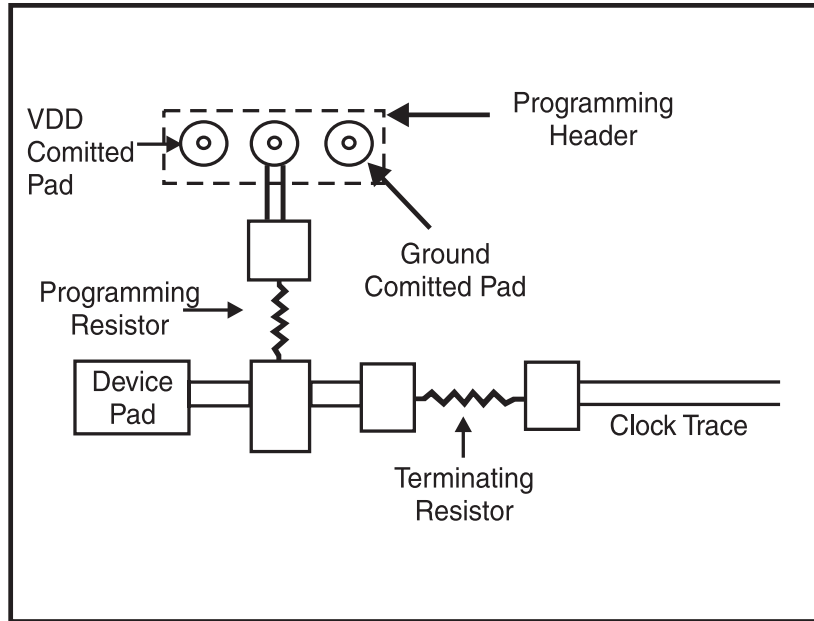 VDD
Comitted
Pad
Programming
Header
Ground
Comitted Pad
Programming
Resistor
Device
Pad
Clock Trace
Terminating
Resistor